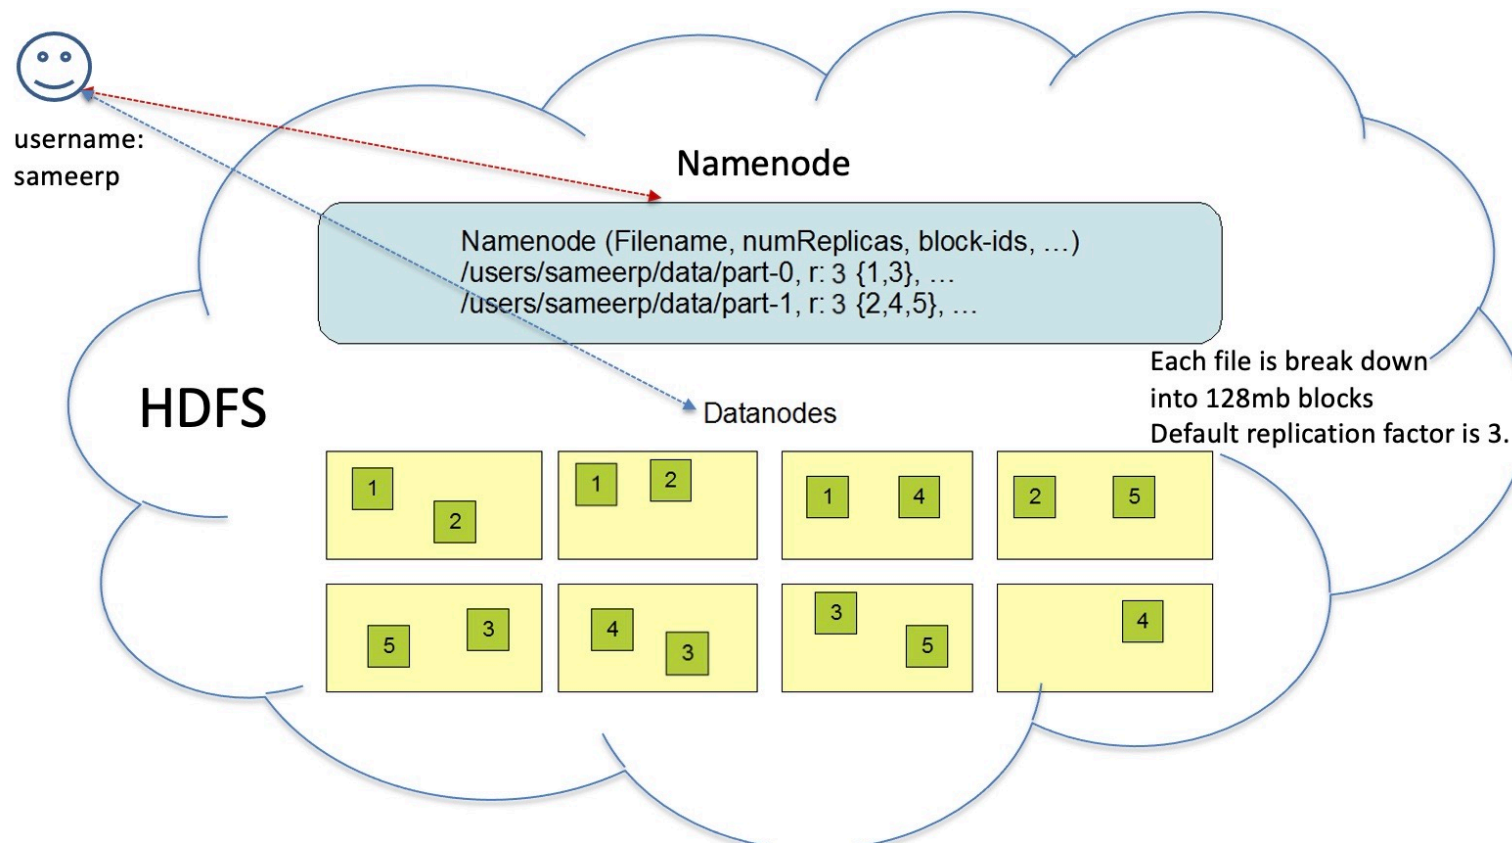 username:
sameerp
Namenode
Namenode (Filename, numReplicas, block-ids, …)
/users/sameerp/data/part-0, r: 3 {1,3}, …
/users/sameerp/data/part-1, r: 3 {2,4,5}, …
HDFS
Each file is break down
into 128mb blocks
Default replication factor is 3.
Datanodes
1
2
1
2
1
4
2
5
5
3
4
3
3
5
4